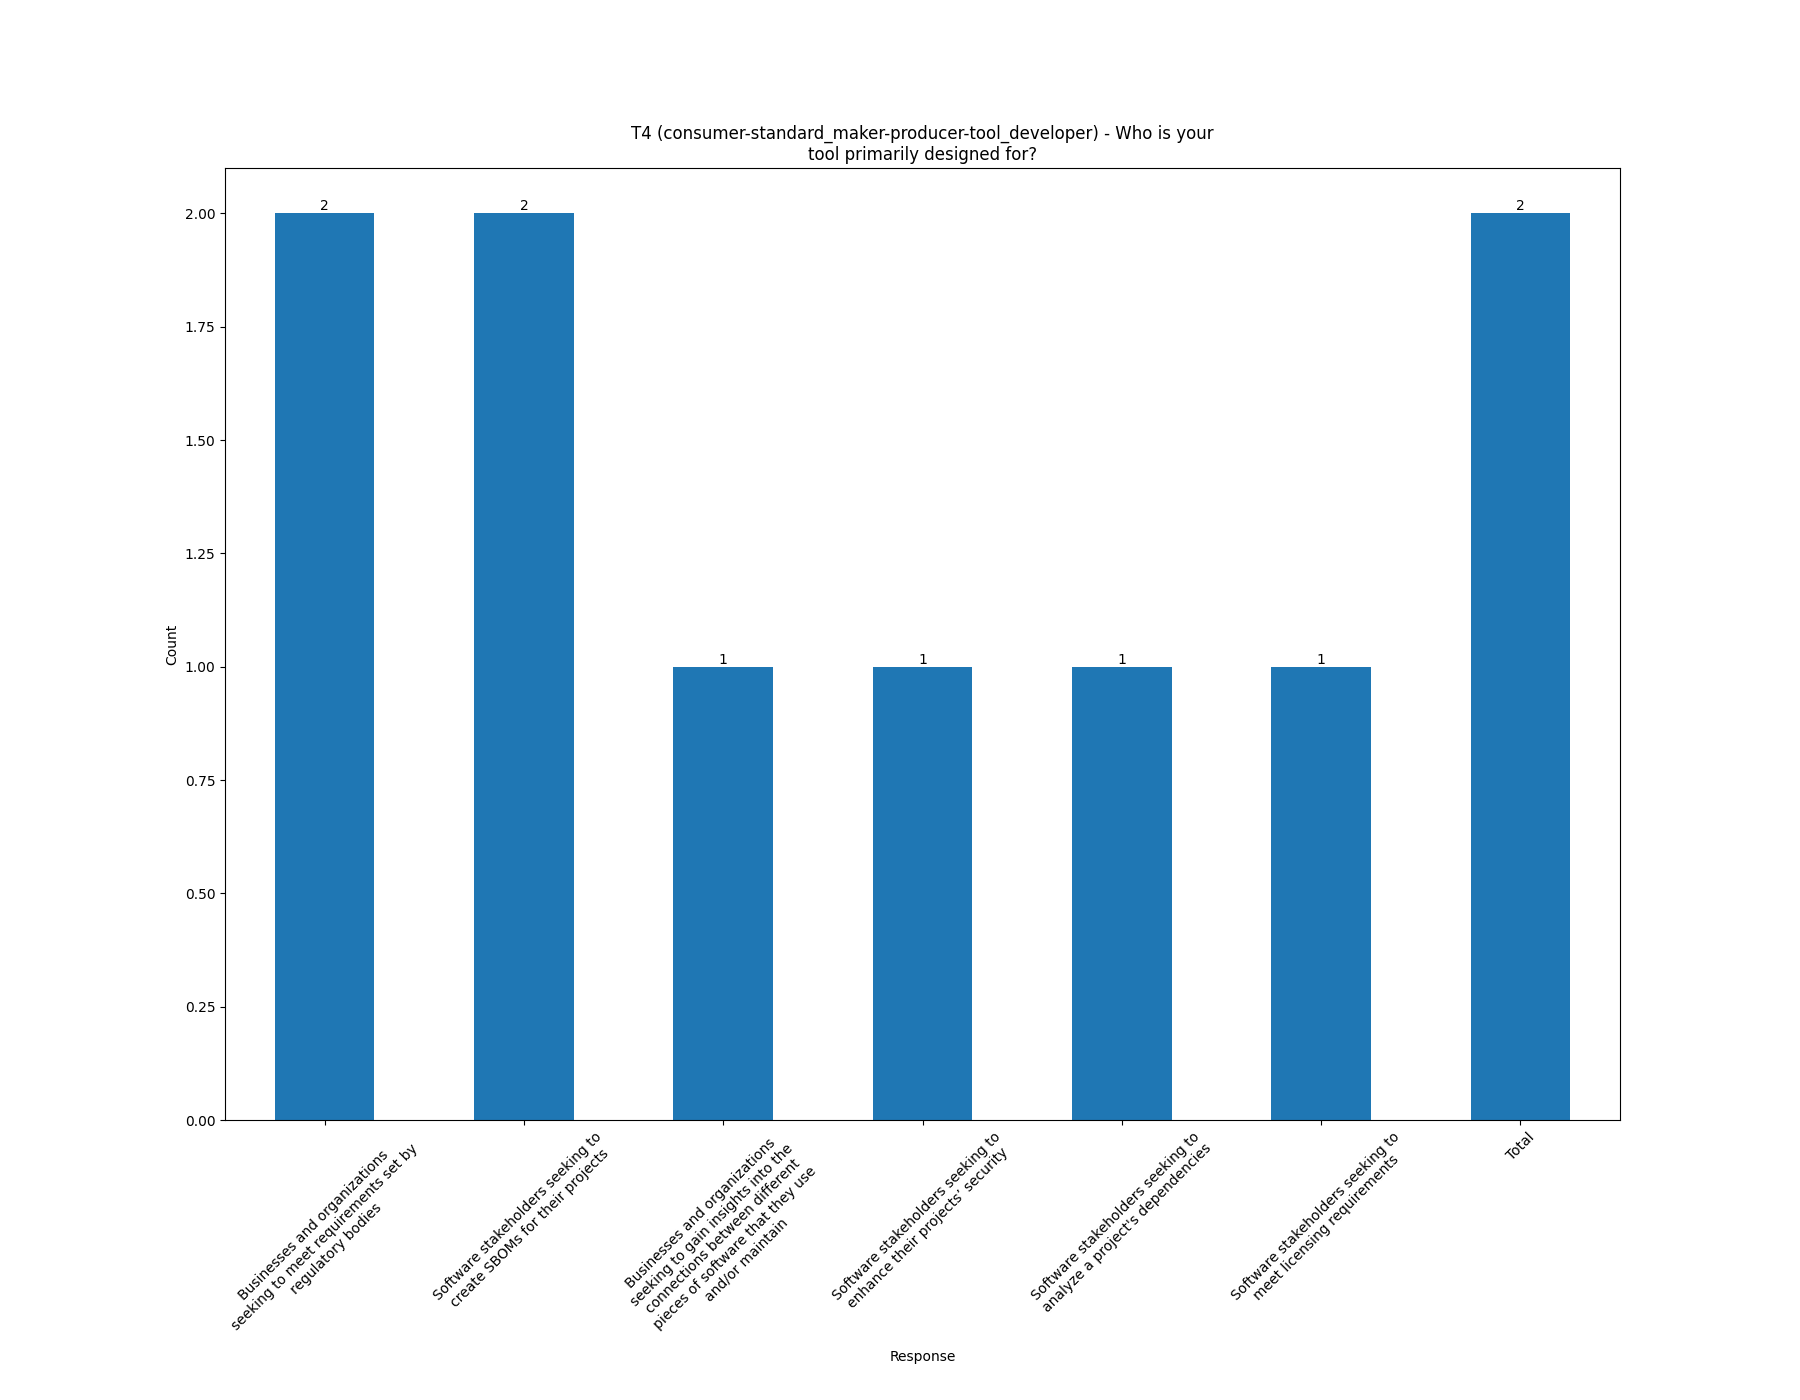 T4 (consumer-standard_maker-producer-tool_developer) - Who is your
tool primarily designed for?
2
2
1
1
1
1
2
2.00
1.75
1.50
1.25
1.00
0.75
0.50
0.25
0.00
Count
Businesses and organizations
seeking to meet requirements set by
regulatory bodies
Software stakeholders seeking to
create SBOMs for their projects
Businesses and organizations
seeking to gain insights into the
connections between different
pieces of software that they use
and/or maintain
Software stakeholders seeking to
enhance their projects’ security
Software stakeholders seeking to
analyze a project's dependencies
Software stakeholders seeking to
meet licensing requirements
Total
Response